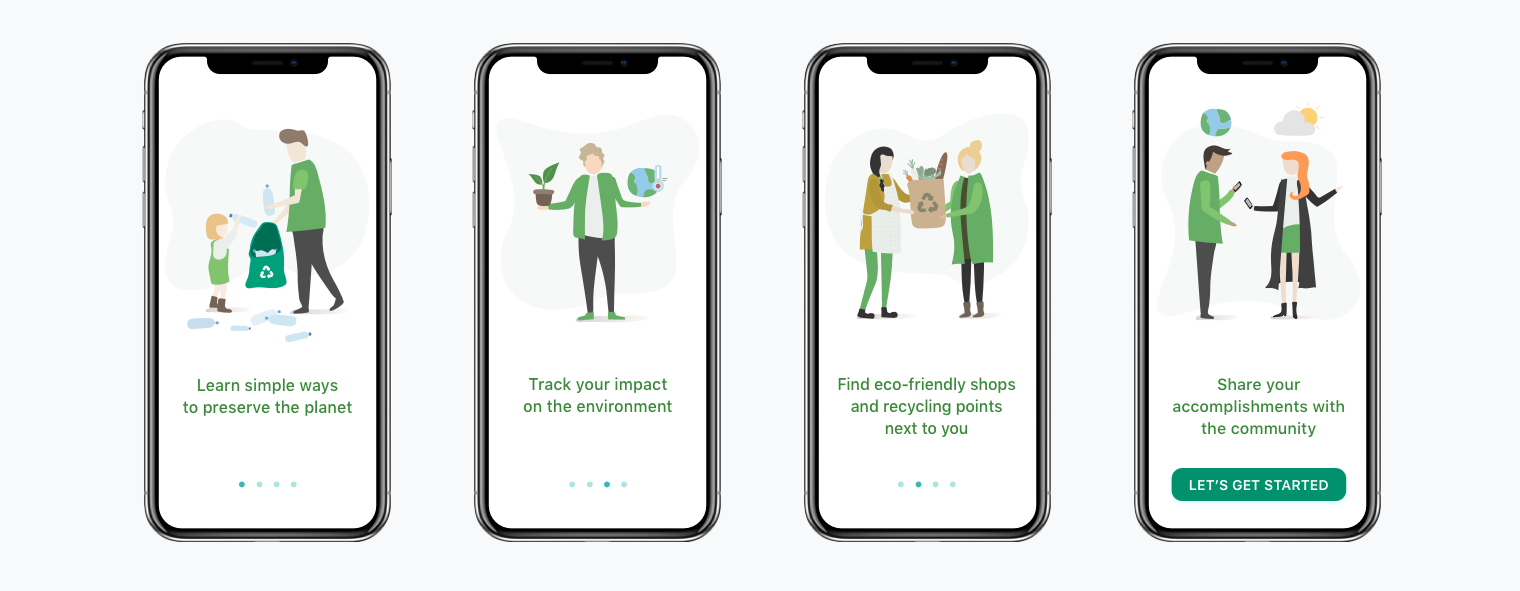 Learn simple ways
to preserve the planet
Track your impact
on the environment
Find eco-friendly shops
and recycling points
next to you
Share your
accomplishments with
the community
LET’S GET STARTED